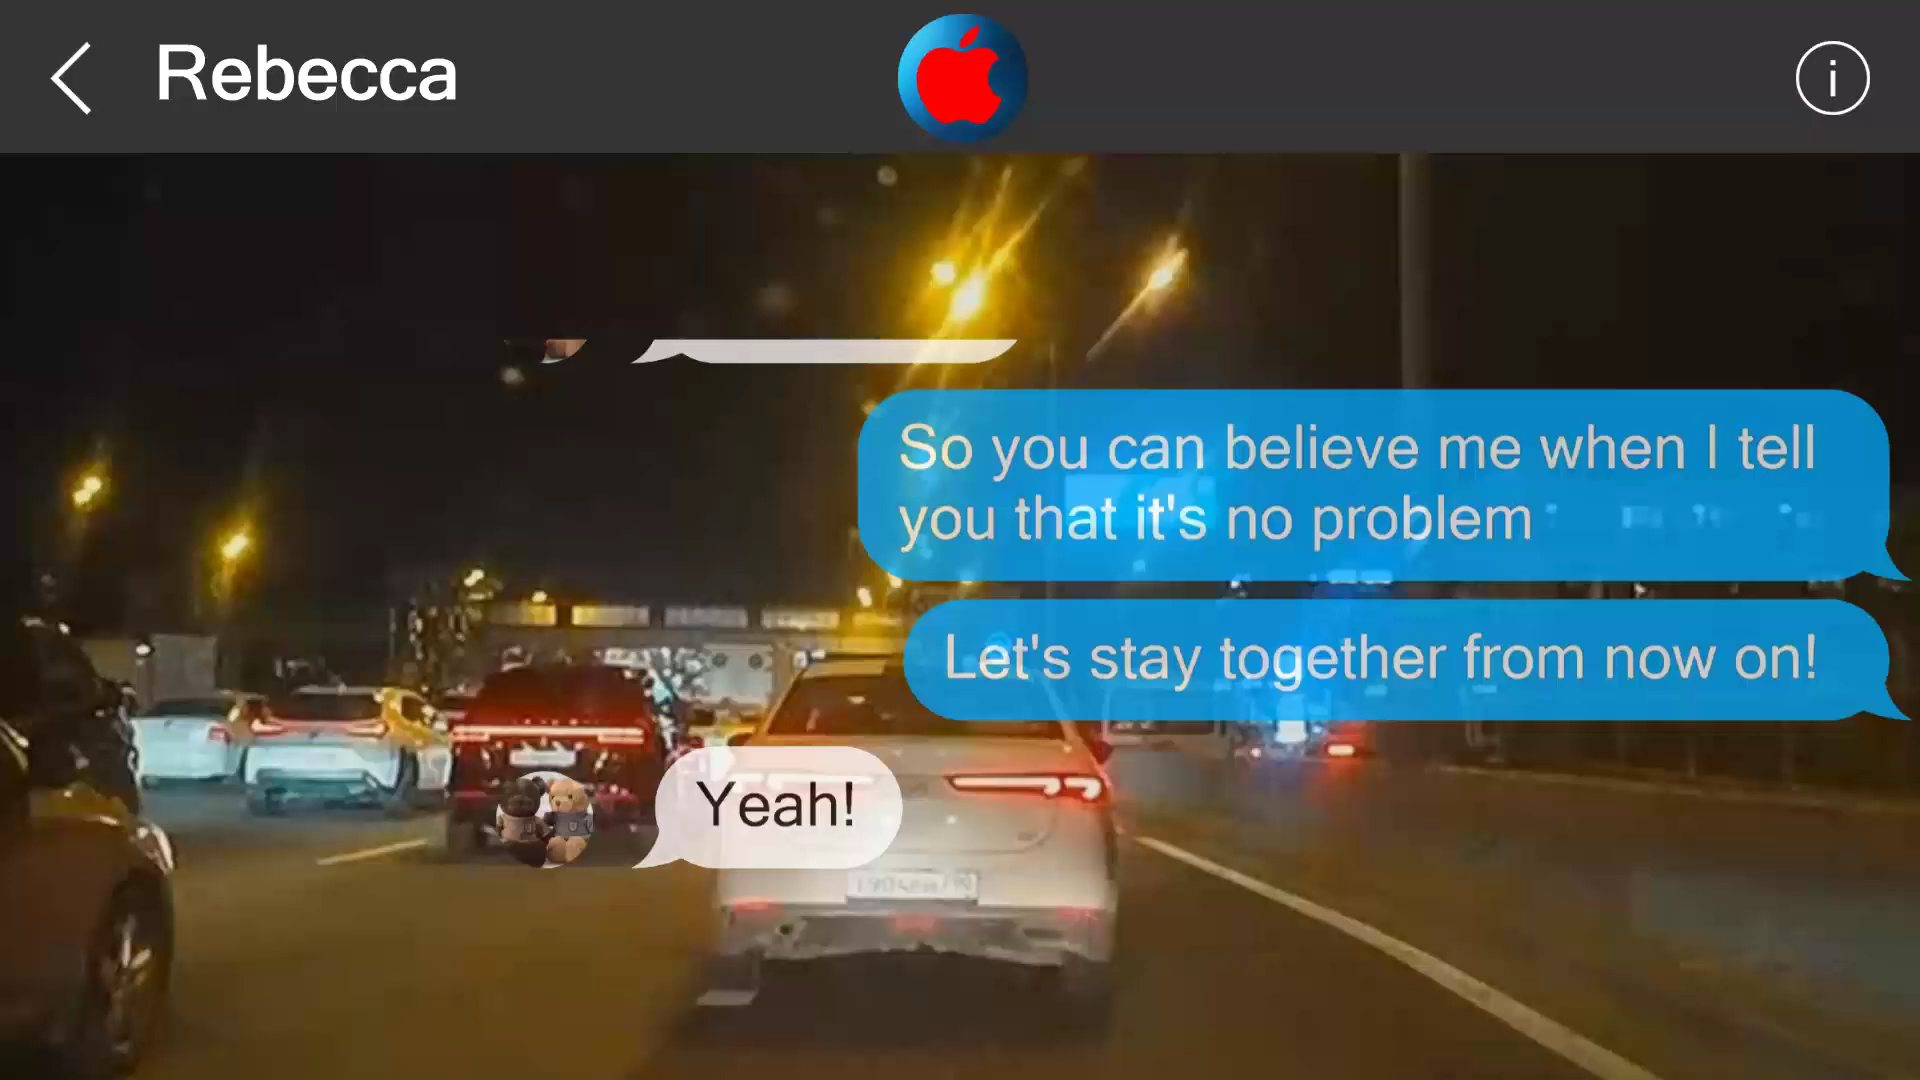 Rebecca
i
So you can believe me when I tell
you that it's no problem
Let's stay together from now on!
Yeah!